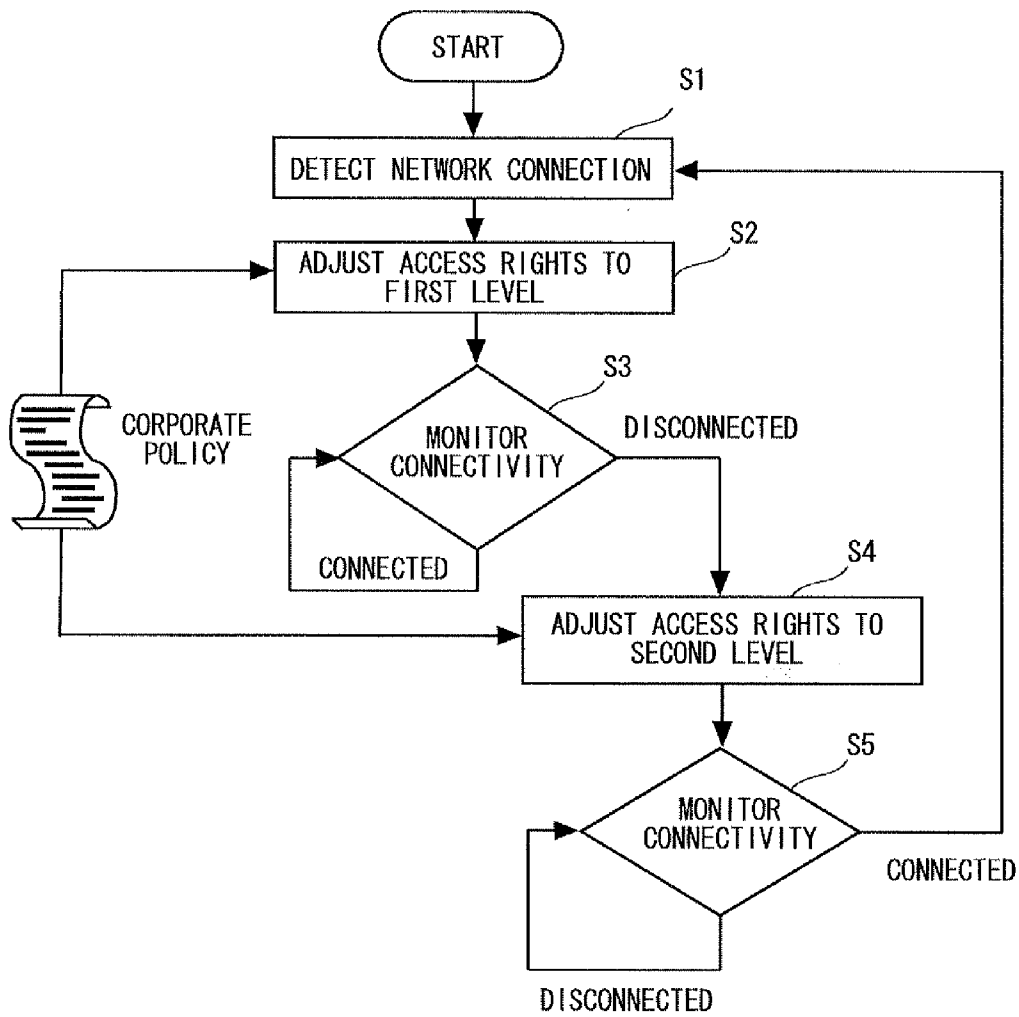 START
S1
DETECT NETWORK CONNECTION
S2
ADJUST ACCESS RIGHTS TO
FIRST LEVEL
S3
CORPORATE
POLICY
MONITOR
CONNECTIVITY
DISCONNECTED
CONNECTED
S4
ADJUST ACCESS RIGHTS TO
SECOND LEVEL
S5
MONITOR
CONNECTIVITY
CONNECTED
DISCONNECTED